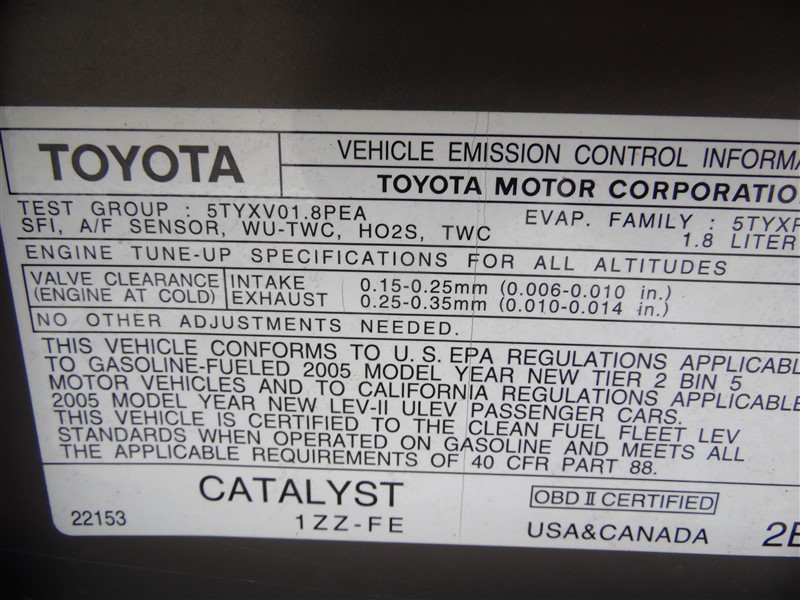 TOYOTA
VEHICLE EMISSION CONTROL INFORMA
TOYOTA MOTOR CORPORATIO
TEST GROUP : 5TYXV01.8PEA
EVAP. FAMILY : 5TYXP
SFI, A/F SENSOR, WU-TWC, HO2S, TWC
1.8 LITER
ENGINE TUNE-UP SPECIFICATIONS FOR ALL ALTITUDES
VALVE CLEARANCE INTAKE 0.15-0.25mm (0.006-0.010 in.)
(ENGINE AT COLD) EXHAUST 0.25-0.35mm (0.010-0.014 in.)
NO OTHER ADJUSTMENTS NEEDED.
THIS VEHICLE CONFORMS TO U.S. EPA REGULATIONS APPLICABL
TO GASOLINE-FUELED 2005 MODEL YEAR NEW TIER 2 BIN 5
MOTOR VEHICLES AND TO CALIFORNIA REGULATIONS APPLICABLE
2005 MODEL YEAR NEW LEV-II ULEV PASSENGER CARS.
THIS VEHICLE IS CERTIFIED TO THE CLEAN FUEL FLEET LEV
STANDARDS WHEN OPERATED ON GASOLINE AND MEETS ALL
THE APPLICABLE REQUIREMENTS OF 40 CFR PART 88.
CATALYST
OBD II CERTIFIED
22153
1ZZ-FE
USA&CANADA